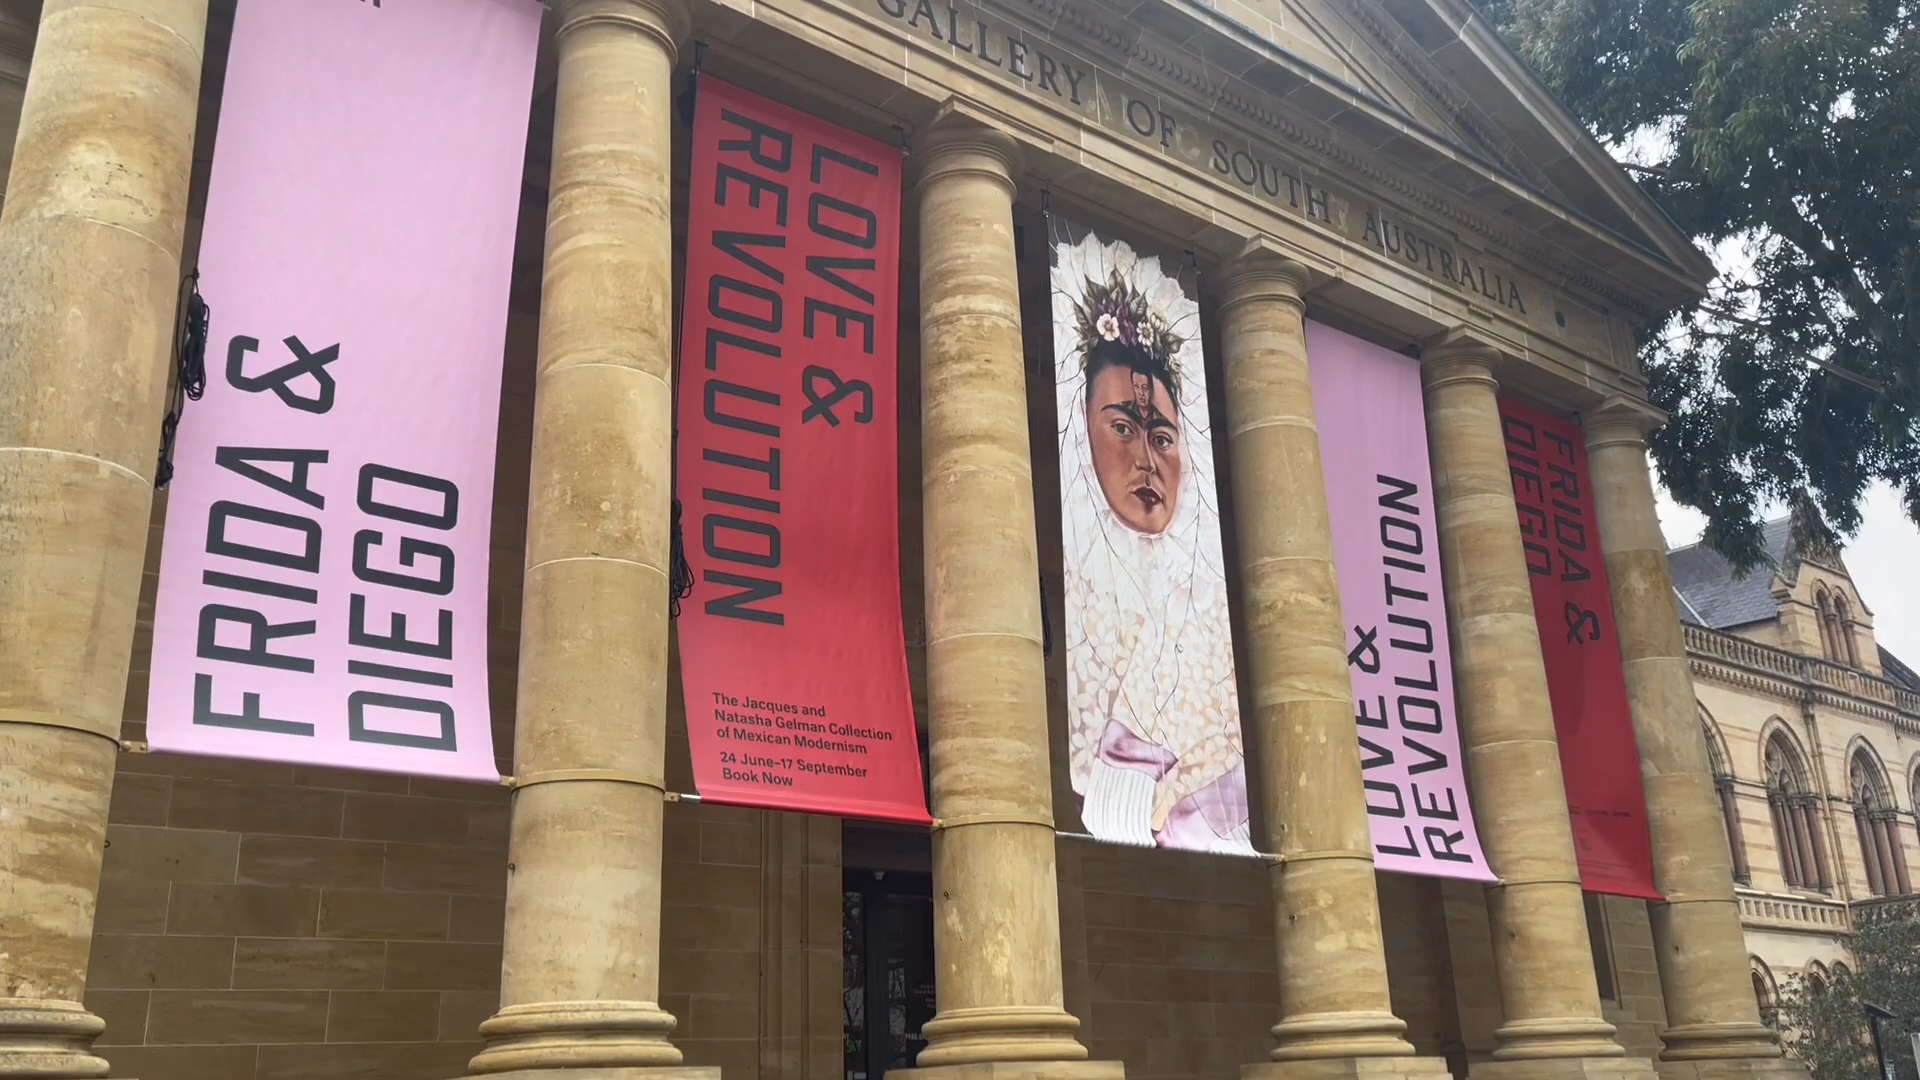 GALLERY OF SOUTH AUSTRALIA
FRIDA &
DIEGO
LOVE &
REVOLUTION
The Jacques and
Natasha Gelman Collection
of Mexican Modernism
24 June–17 September
Book Now
LOVE &
REVOLUTION
FRIDA &
DIEGO